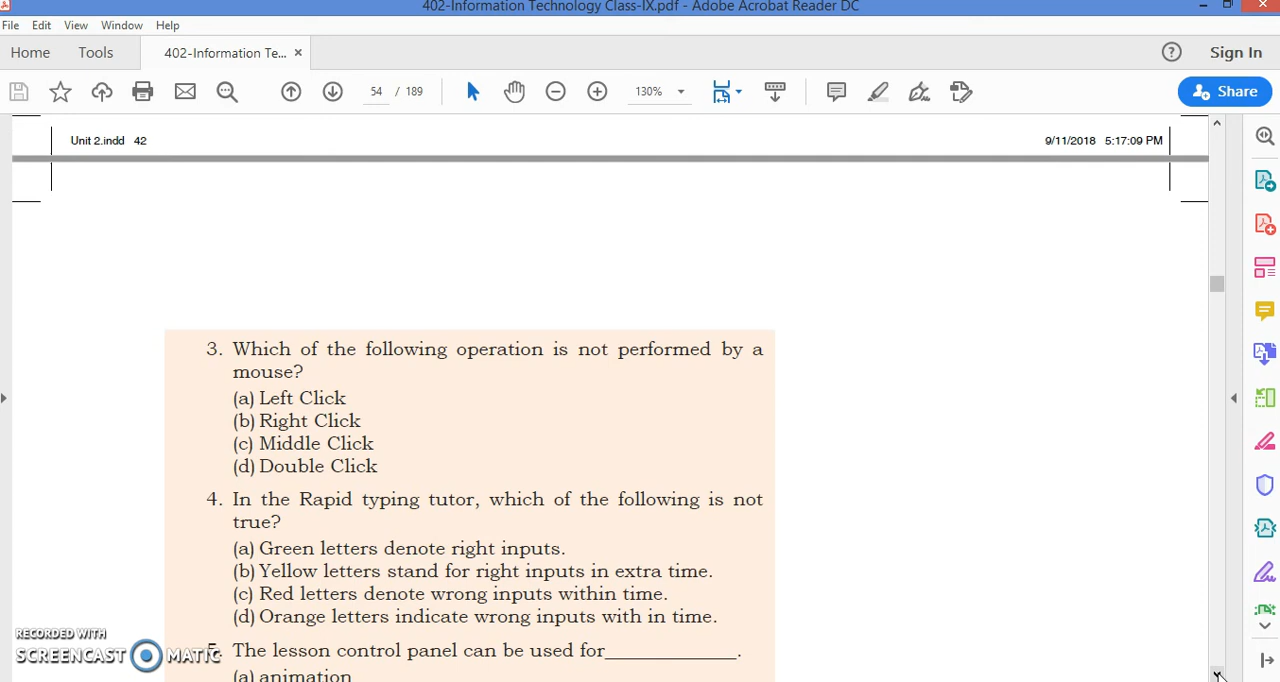 402-Information Technology Class-IX.pdf - Adobe Acrobat Reader DC
File Edit View Window Help
Home Tools 402-Information Te... × Sign In
54 / 189 130% Share
Unit 2.indd 42 9/11/2018 5:17:09 PM
3. Which of the following operation is not performed by a
mouse?
(a) Left Click
(b) Right Click
(c) Middle Click
(d) Double Click
4. In the Rapid typing tutor, which of the following is not
true?
(a) Green letters denote right inputs.
(b) Yellow letters stand for right inputs in extra time.
(c) Red letters denote wrong inputs within time.
(d) Orange letters indicate wrong inputs with in time.
5. The lesson control panel can be used for_____________.
(a) animation
RECORDED WITH
SCREENCAST MATIC